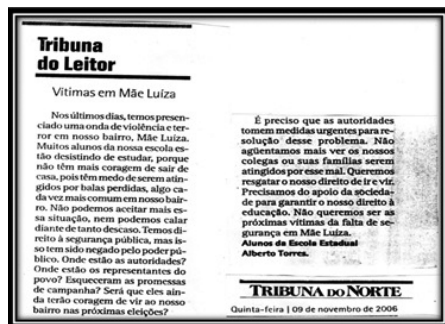 Tribuna
do Leitor
Vítimas em Mãe Luíza
Nos últimos dias, temos presen-
ciado uma onda de violência e ter-
ror em nosso bairro, Mãe Luíza.
Muitos alunos da nossa escola es-
tão desistindo de estudar, porque
não têm mais coragem de sair de
casa, pois têm medo de serem atin-
gidos por balas perdidas, algo ca-
da vez mais comum em nosso bair-
ro. Não podemos aceitar mais es-
sa situação, nem podemos calar
diante de tanto descaso. Temos di-
reito à segurança pública, mas is-
so tem sido negado pelo poder pú-
blico. Onde estão as autoridades?
Onde estão os representantes do
povo? Esqueceram as promessas
de campanha? Será que eles ain-
da terão coragem de vir ao nosso
bairro nas próximas eleições?
É preciso que as autoridades
tomem medidas urgentes para re-
solução desse problema. Não
agüentamos mais ver os nossos
colegas ou suas famílias serem
atingidos por esse mal. Queremos
resgatar o nosso direito de ir e vir.
Precisamos do apoio da socieda-
de para garantir o nosso direito à
educação. Não queremos ser as
próximas vítimas da falta de se-
gurança em Mãe Luíza.
Alunos da Escola Estadual
Alberto Torres.
TRIBUNA DO NORTE
Quinta-feira | 09 de novembro de 2006